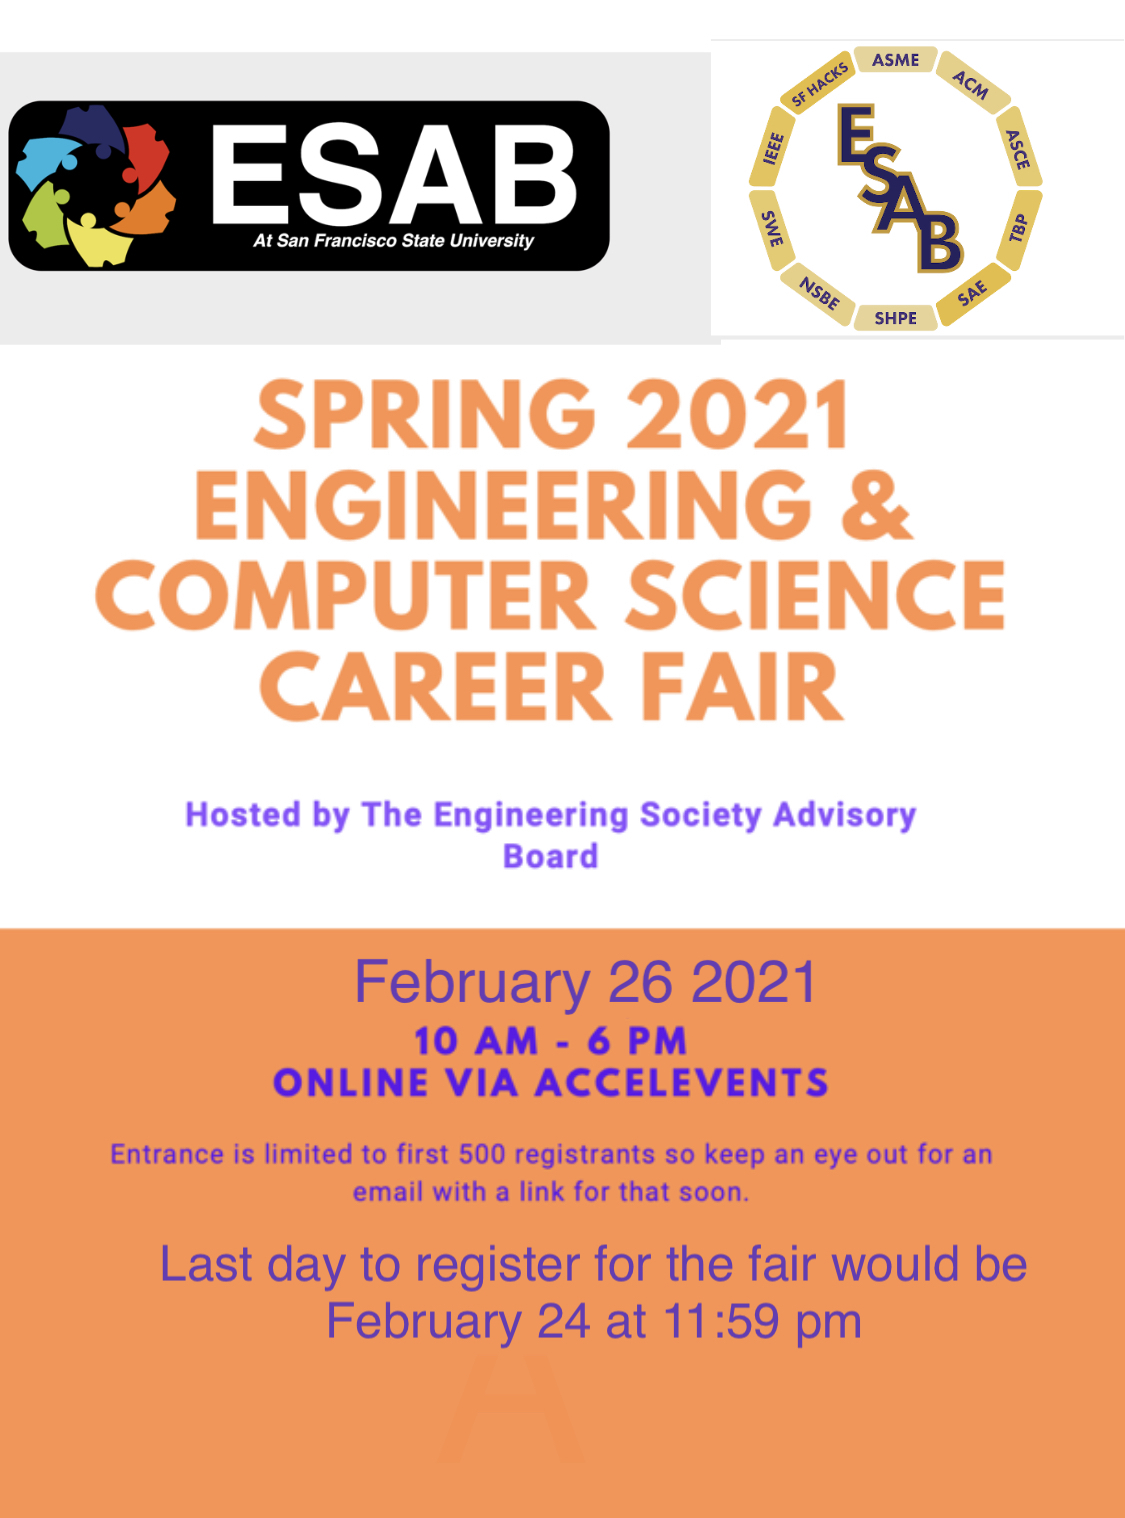 ESAB
At San Francisco State University
SF HACKS
ASME
ACM
ASCE
TBP
SAE
SHPE
NSBE
SWE
IEEE
ESAB
SPRING 2021
ENGINEERING &
COMPUTER SCIENCE
CAREER FAIR
Hosted by The Engineering Society Advisory
Board
February 26 2021
10 AM - 6 PM
ONLINE VIA ACCELEVENTS
Entrance is limited to first 500 registrants so keep an eye out for an
email with a link for that soon.
Last day to register for the fair would be
February 24 at 11:59 pm
A